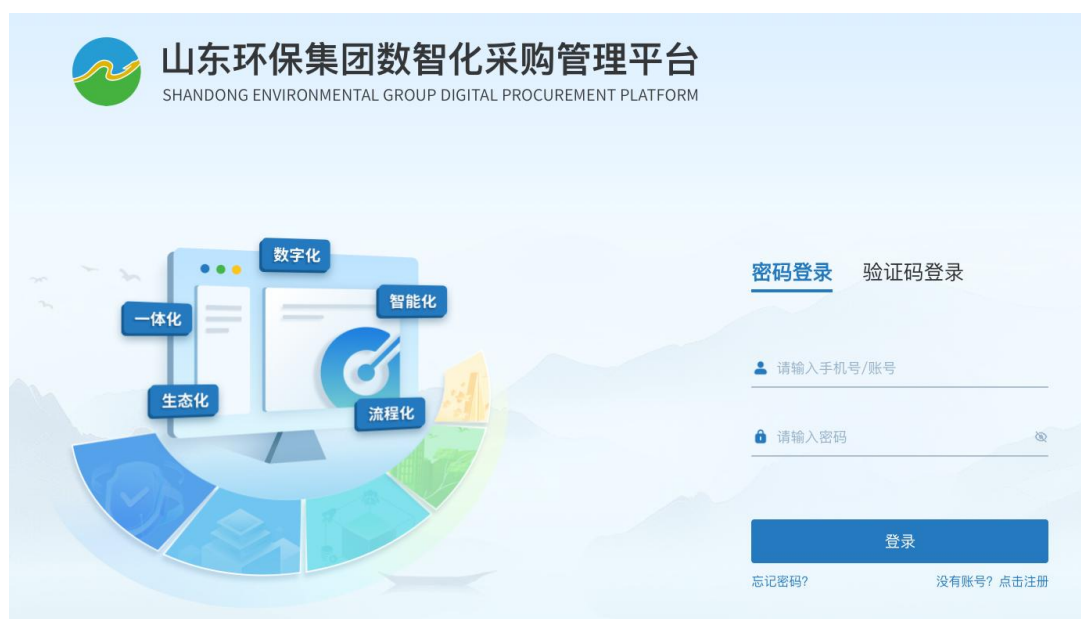 山东环保集团数智化采购管理平台
SHANDONG ENVIRONMENTAL GROUP DIGITAL PROCUREMENT PLATFORM
数字化
智能化
一体化
生态化
流程化
密码登录 验证码登录
请输入手机号/账号
请输入密码
登录
忘记密码? 没有账号? 点击注册